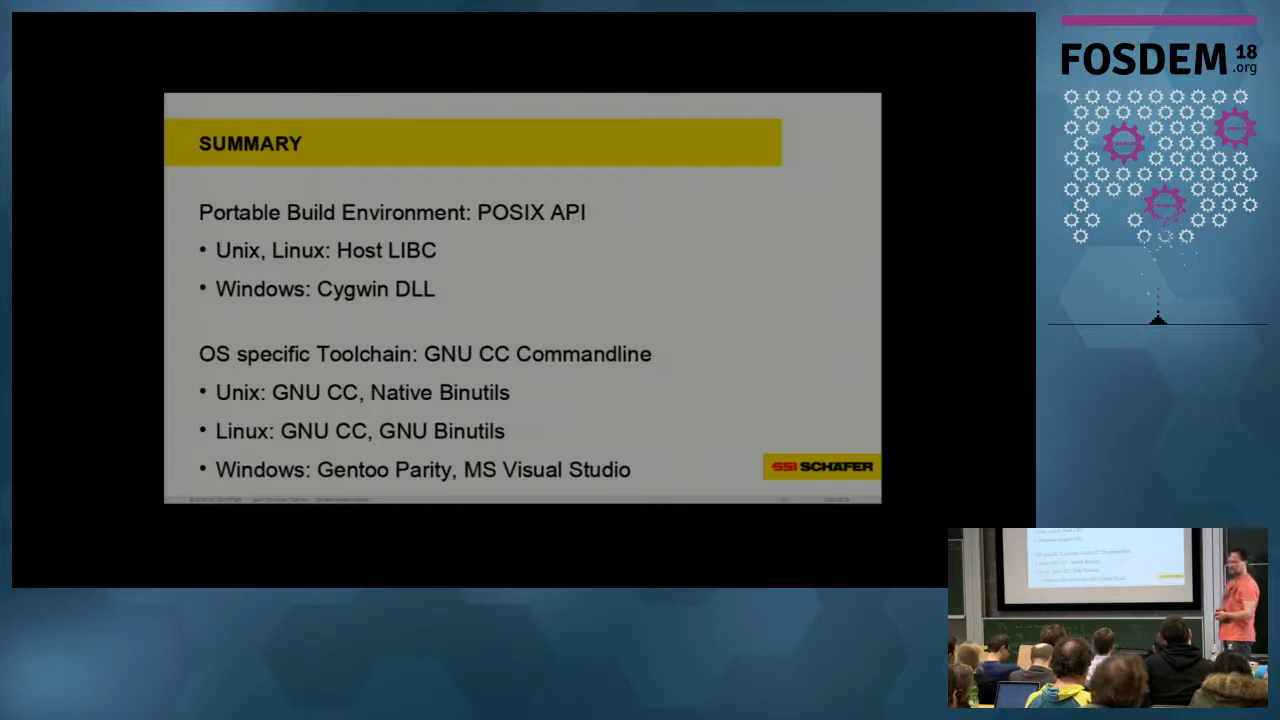 SUMMARY
Portable Build Environment: POSIX API
• Unix, Linux: Host LIBC
• Windows: Cygwin DLL
OS specific Toolchain: GNU CC Commandline
• Unix: GNU CC, Native Binutils
• Linux: GNU CC, GNU Binutils
• Windows: Gentoo Parity, MS Visual Studio
SSI SCHÄFER
FOSDEM 18
.org